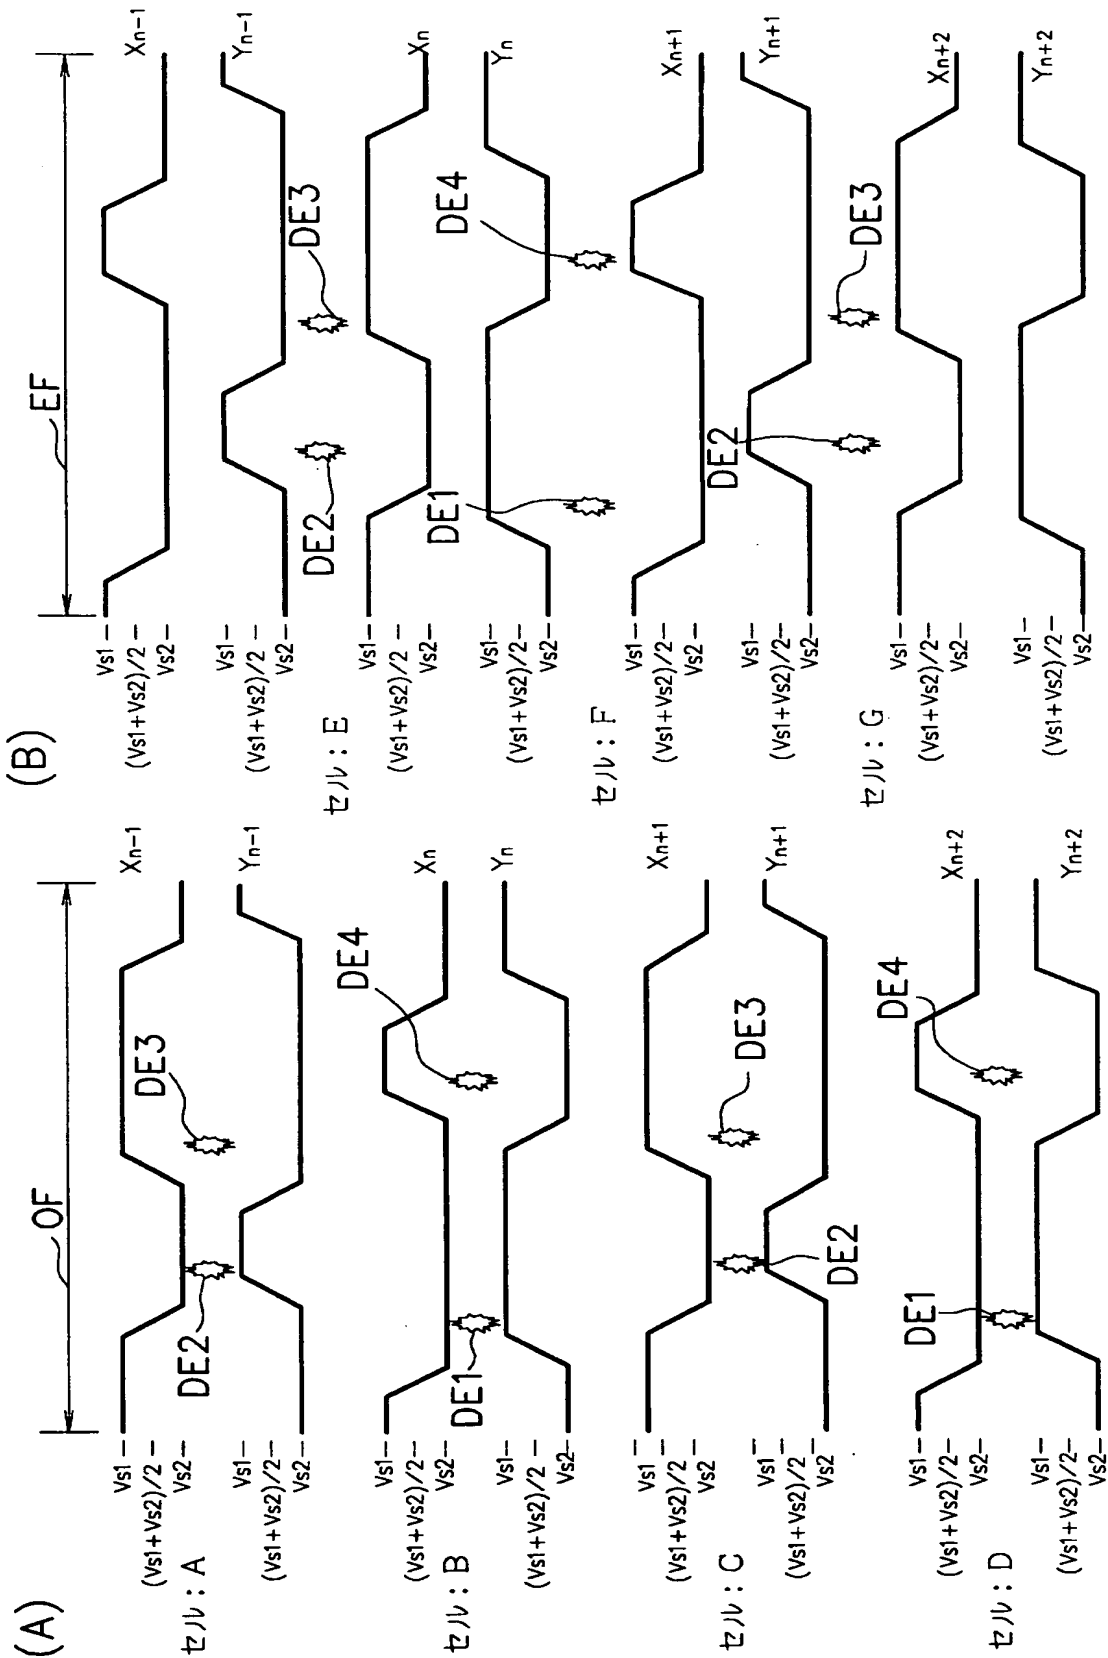 (A)
OF
セル：A
Vs1
(Vs1+Vs2)/2
Vs2
Xn-1
DE2
DE3
Vs1
(Vs1+Vs2)/2
Yn-1
セル：B
Vs1
(Vs1+Vs2)/2
Vs2
Xn
DE1
DE4
Vs1
(Vs1+Vs2)/2
Vs2
Yn
セル：C
Vs1
(Vs1+Vs2)/2
Vs2
Xn+1
DE2
DE3
Vs1
(Vs1+Vs2)/2
Vs2
Yn+1
セル：D
Vs1
(Vs1+Vs2)/2
Vs2
Xn+2
DE1
DE4
Vs1
(Vs1+Vs2)/2
Vs2
Yn+2
(B)
EF
Vs1
(Vs1+Vs2)/2
Vs2
Xn-1
Vs1
(Vs1+Vs2)/2
Vs2
Yn-1
セル：E
DE2
DE3
Vs1
(Vs1+Vs2)/2
Vs2
Xn
Vs1
(Vs1+Vs2)/2
Vs2
Yn
セル：F
DE1
DE4
Vs1
(Vs1+Vs2)/2
Vs2
Xn+1
Vs1
(Vs1+Vs2)/2
Vs2
Yn+1
セル：G
DE2
DE3
Vs1
(Vs1+Vs2)/2
Vs2
Xn+2
Vs1
(Vs1+Vs2)/2
Vs2
Yn+2